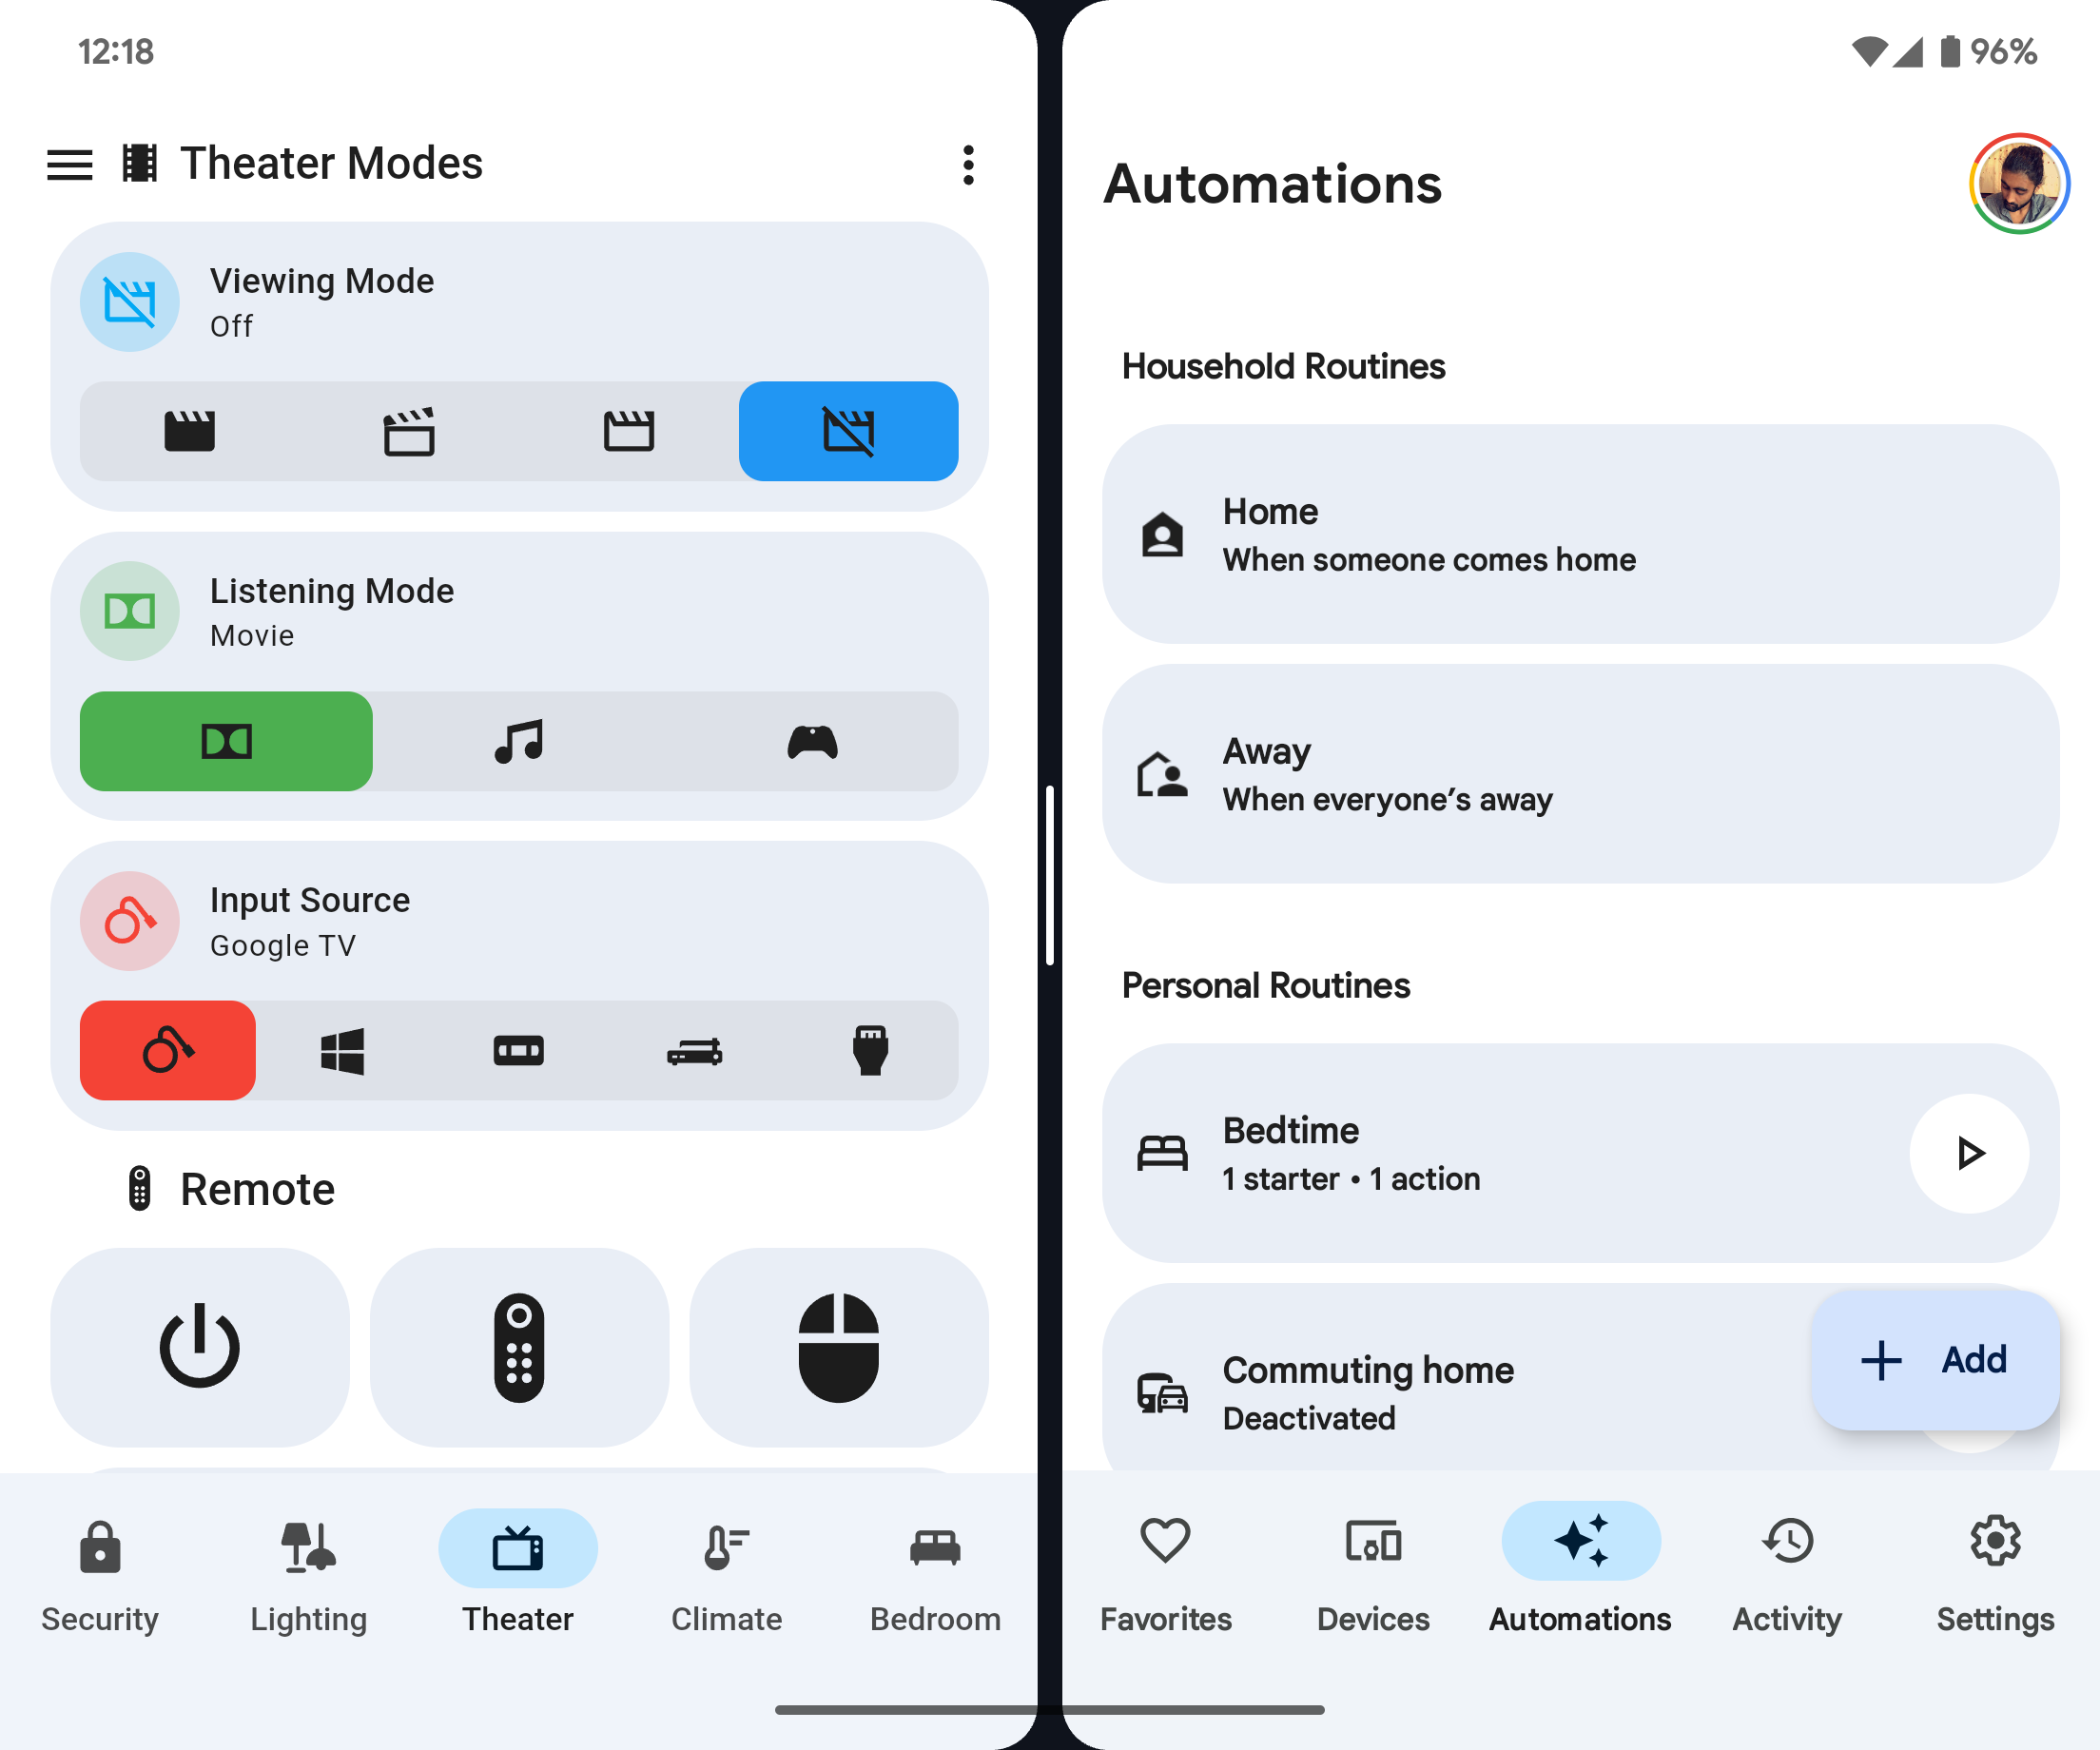 12:18
Theater Modes
Viewing Mode
Off
Listening Mode
Movie
Input Source
Google TV
Remote
Security
Lighting
Theater
Climate
Bedroom
96%
Automations
Household Routines
Home
When someone comes home
Away
When everyone’s away
Personal Routines
Bedtime
1 starter • 1 action
Commuting home
Deactivated
Add
Favorites
Devices
Automations
Activity
Settings